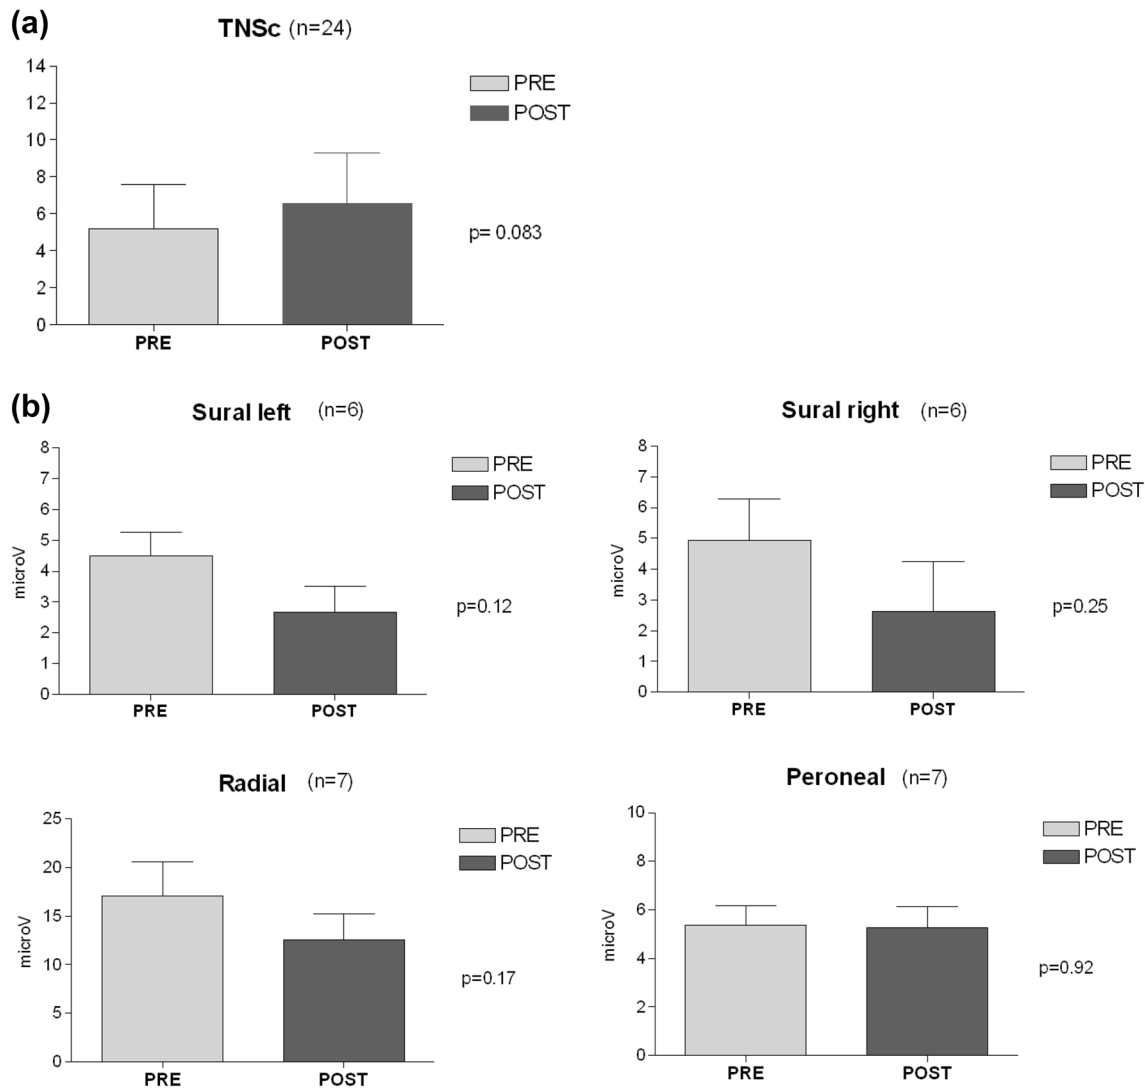 (a)
TNSc (n=24)
14
12
10
8
6
4
2
0
PRE
POST
PRE
POST
p= 0.083
(b)
Sural left (n=6)
8
7
6
5
4
3
2
1
0
microV
PRE
POST
PRE
POST
p=0.12
Sural right (n=6)
8
7
6
5
4
3
2
1
0
microV
PRE
POST
PRE
POST
p=0.25
Radial (n=7)
25
20
15
10
5
0
microV
PRE
POST
PRE
POST
p=0.17
Peroneal (n=7)
10
8
6
4
2
0
microV
PRE
POST
PRE
POST
p=0.92